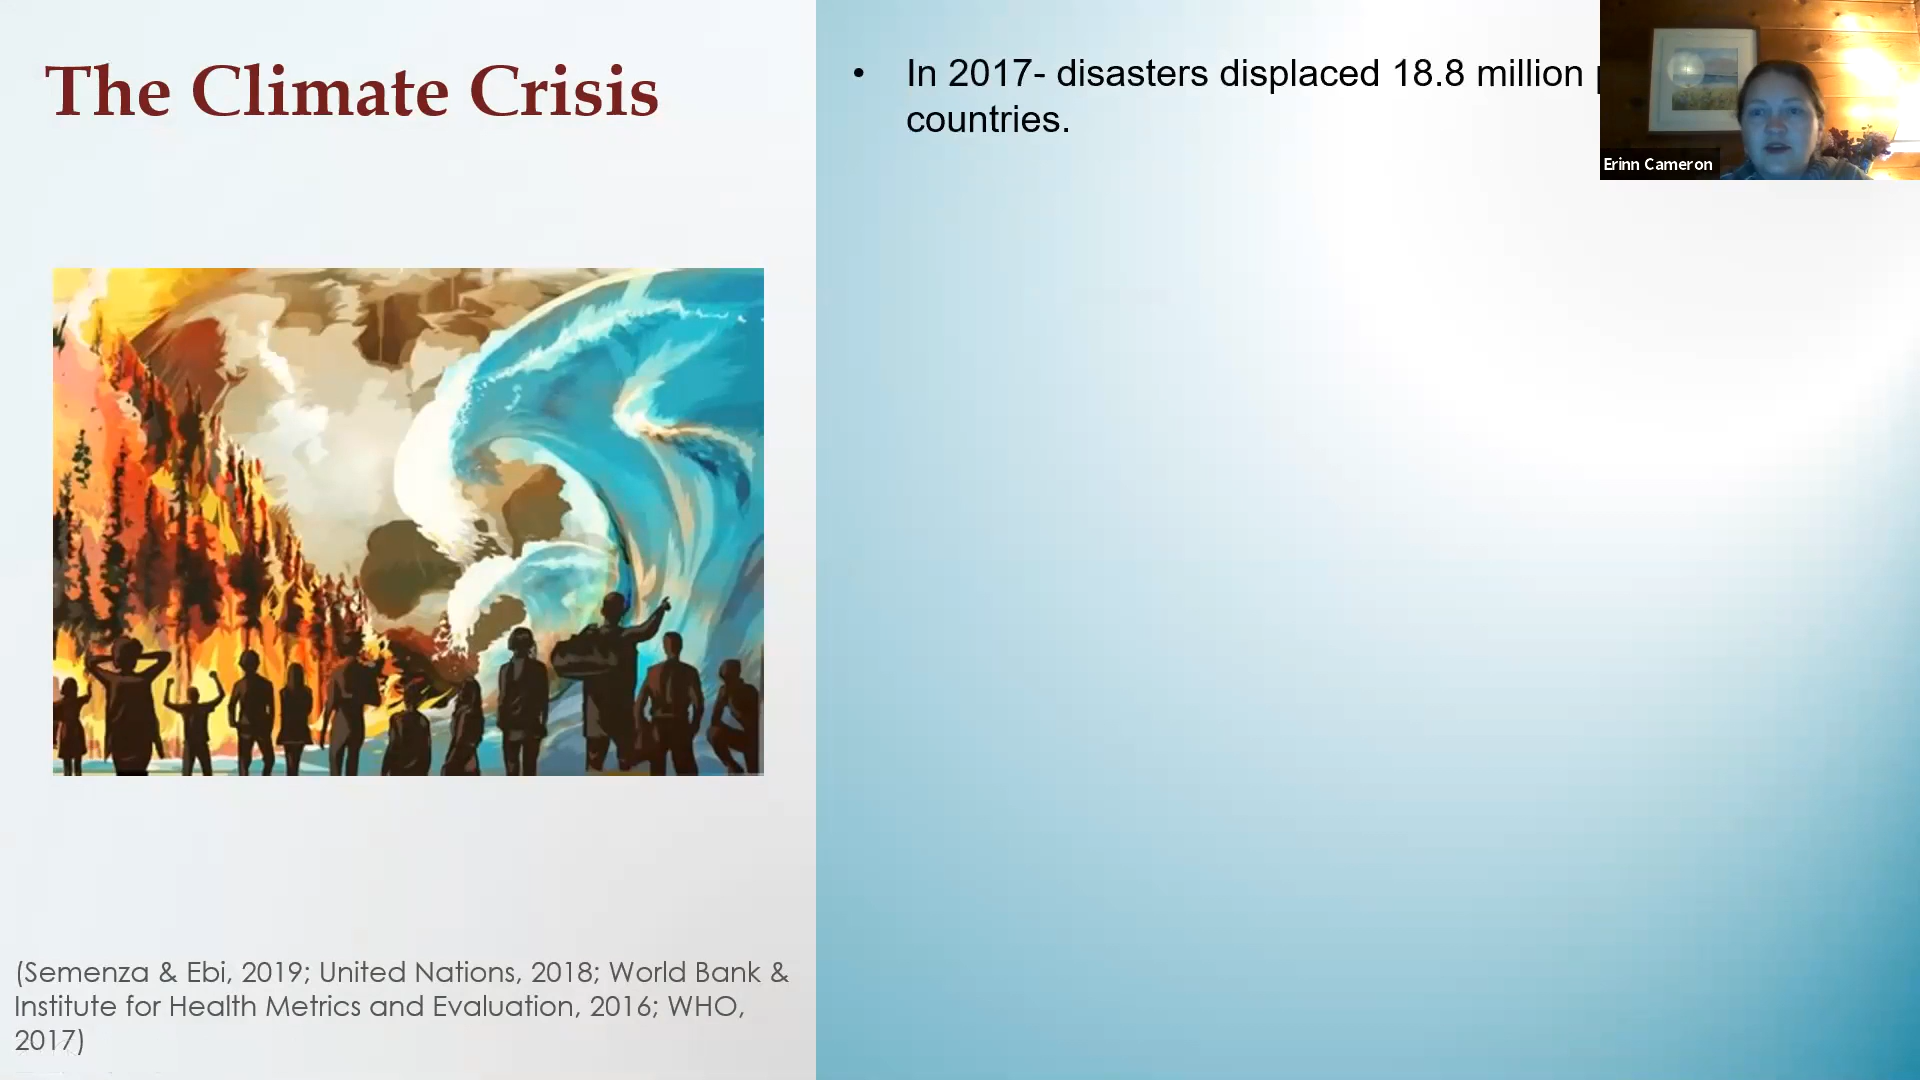 The Climate Crisis
• In 2017- disasters displaced 18.8 million
countries.
Erinn Cameron
(Semenza & Ebi, 2019; United Nations, 2018; World Bank &
Institute for Health Metrics and Evaluation, 2016; WHO,
2017)